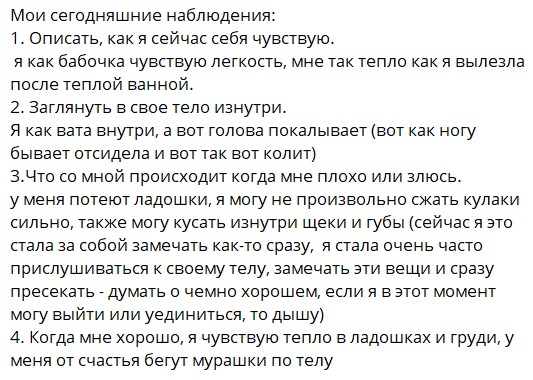 Мои сегодняшние наблюдения:
1. Описать, как я сейчас себя чувствую.
я как бабочка чувствую легкость, мне так тепло как я вылезла
после теплой ванной.
2. Заглянуть в свое тело изнутри.
Я как вата внутри, а вот голова покалывает (вот как ногу
бывает отсидела и вот так вот колит)
3.Что со мной происходит когда мне плохо или злюсь.
у меня потеют ладошки, я могу не произвольно сжать кулаки
сильно, также могу кусать изнутри щеки и губы (сейчас я это
стала за собой замечать как-то сразу,  я стала очень часто
прислушиваться к своему телу, замечать эти вещи и сразу
пресекать - думать о чемно хорошем, если я в этот момент
могу выйти или уединиться, то дышу)
4. Когда мне хорошо, я чувствую тепло в ладошках и груди, у
меня от счастья бегут мурашки по телу